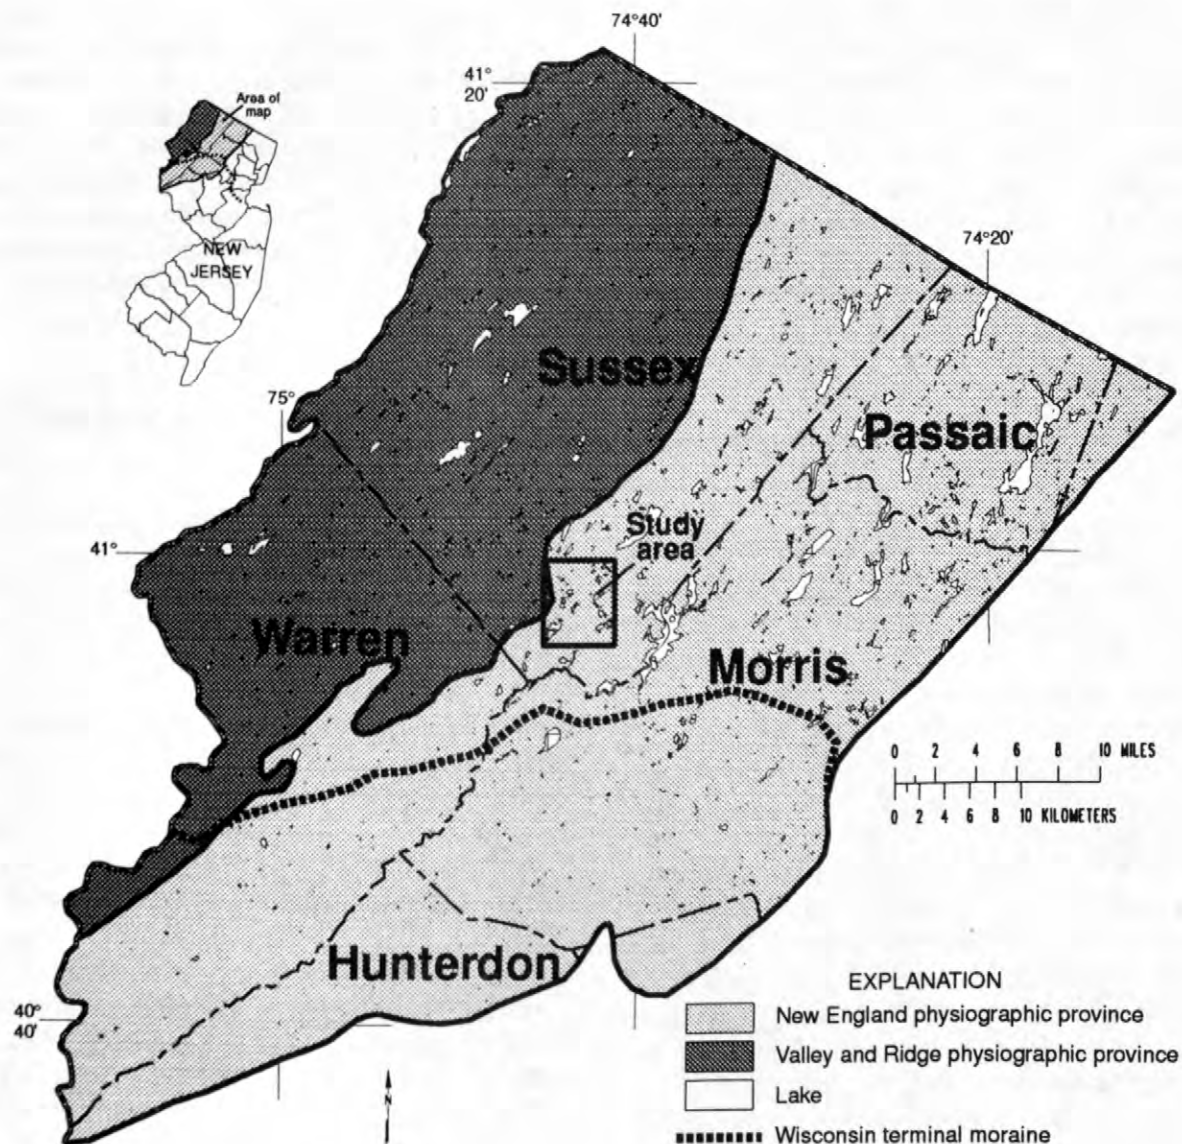 74°40'
41°
20'
Area of
map
NEW
JERSEY
74°20'
Sussex
75°
Passaic
Study
area
41°
Warren
Morris
0 2 4 6 8 10 MILES
0 2 4 6 8 10 KILOMETERS
Hunterdon
EXPLANATION
40°
40'
New England physiographic province
Valley and Ridge physiographic province
N
Lake
Wisconsin terminal moraine